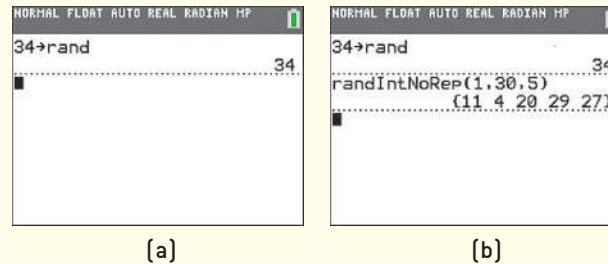 NORMAL FLOAT AUTO REAL RADIAN MP
34→rand
34
(a)
NORMAL FLOAT AUTO REAL RADIAN MP
34→rand
34
randIntNoRep(1,30,5)
{11 4 20 29 27}
(b)